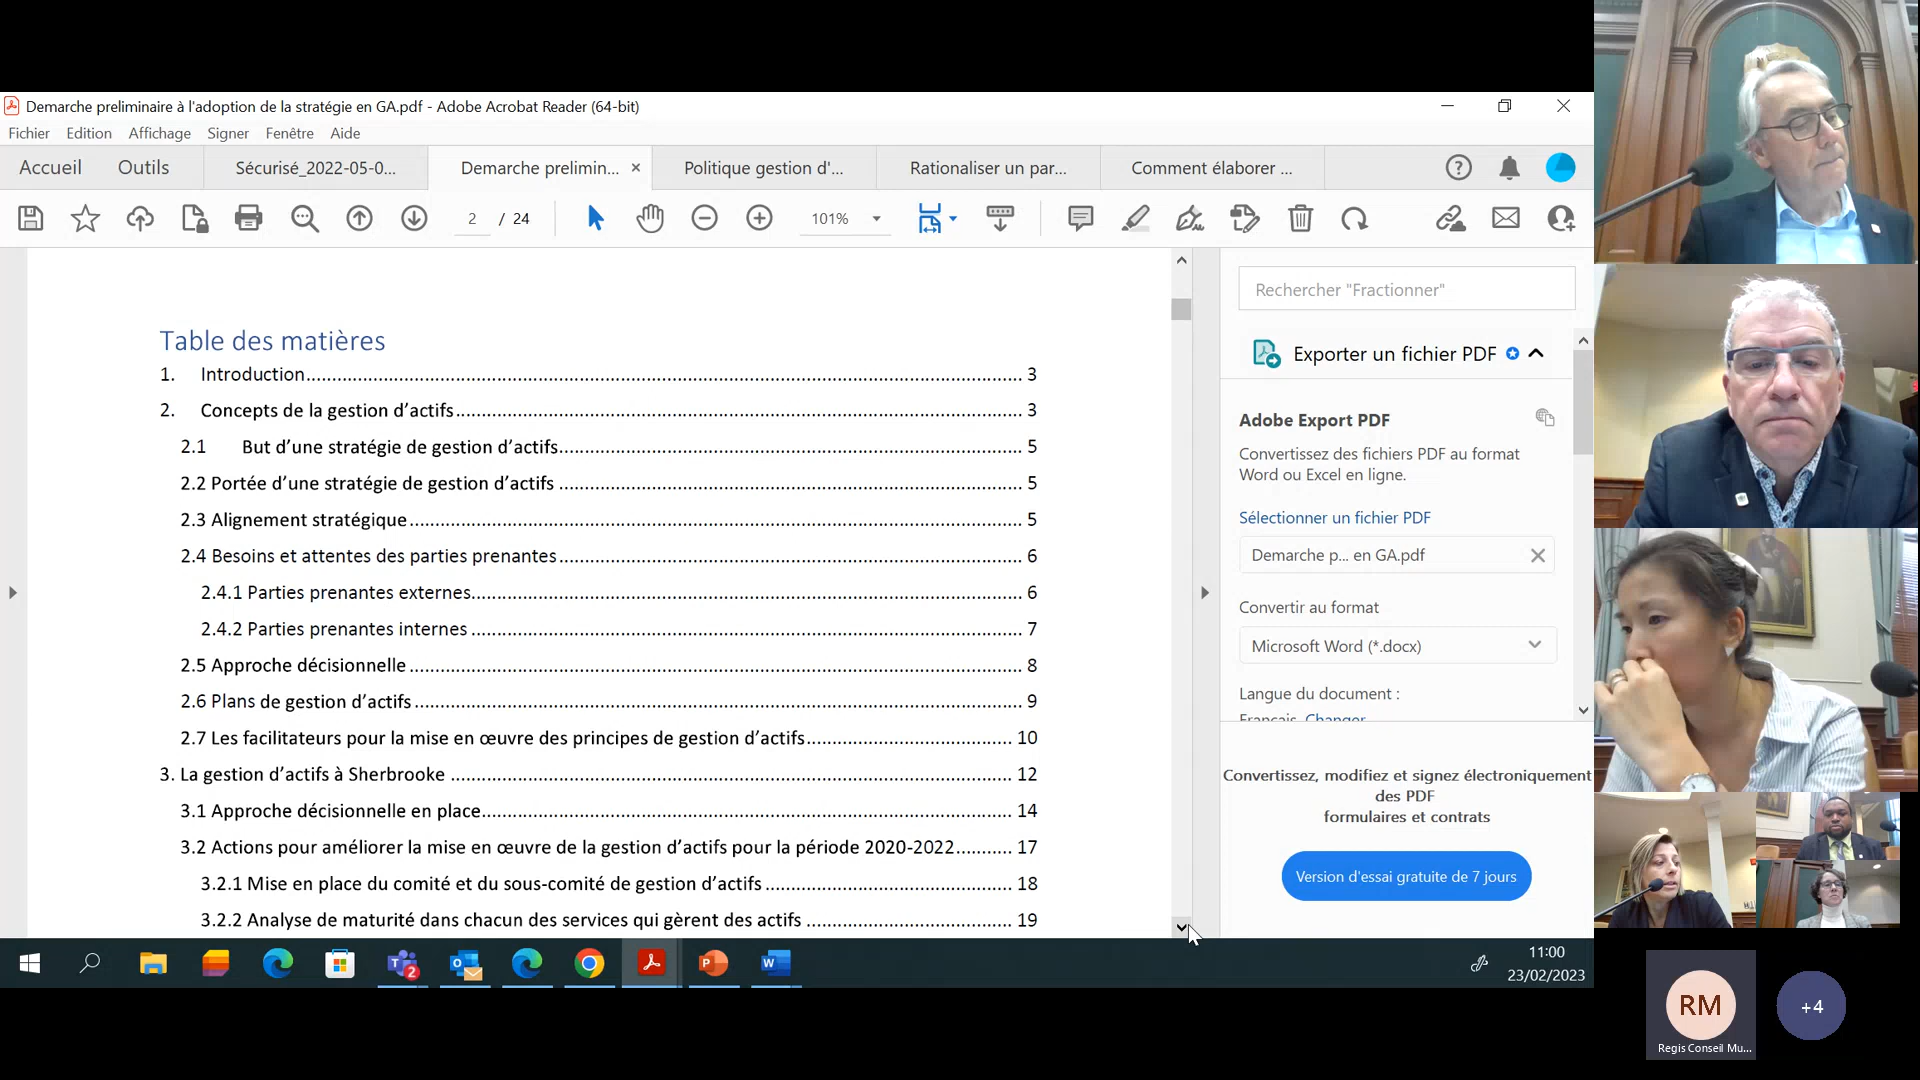 Demarche preliminaire à l'adoption de la stratégie en GA.pdf - Adobe Acrobat Reader (64-bit)
Fichier Edition Affichage Signer Fenêtre Aide
Accueil Outils Sécurisé_2022-05-0... Demarche prelimin... × Politique gestion d'... Rationaliser un par... Comment élaborer ...
2 / 24 101%
Table des matières
1. Introduction 3
2. Concepts de la gestion d'actifs 3
2.1 But d'une stratégie de gestion d'actifs 5
2.2 Portée d'une stratégie de gestion d'actifs 5
2.3 Alignement stratégique 5
2.4 Besoins et attentes des parties prenantes 6
2.4.1 Parties prenantes externes 6
2.4.2 Parties prenantes internes 7
2.5 Approche décisionnelle 8
2.6 Plans de gestion d'actifs 9
2.7 Les facilitateurs pour la mise en œuvre des principes de gestion d'actifs 10
3. La gestion d'actifs à Sherbrooke 12
3.1 Approche décisionnelle en place 14
3.2 Actions pour améliorer la mise en œuvre de la gestion d'actifs pour la période 2020-2022 17
3.2.1 Mise en place du comité et du sous-comité de gestion d'actifs 18
3.2.2 Analyse de maturité dans chacun des services qui gèrent des actifs 19
Rechercher "Fractionner"
Exporter un fichier PDF
Adobe Export PDF
Convertissez des fichiers PDF au format
Word ou Excel en ligne.
Sélectionner un fichier PDF
Demarche p... en GA.pdf
Convertir au format
Microsoft Word (*.docx)
Langue du document :
Français Changer
Convertissez, modifiez et signez électroniquement
des PDF
formulaires et contrats
Version d'essai gratuite de 7 jours
2
11:00
23/02/2023
RM
Regis Conseil Mu...
+4